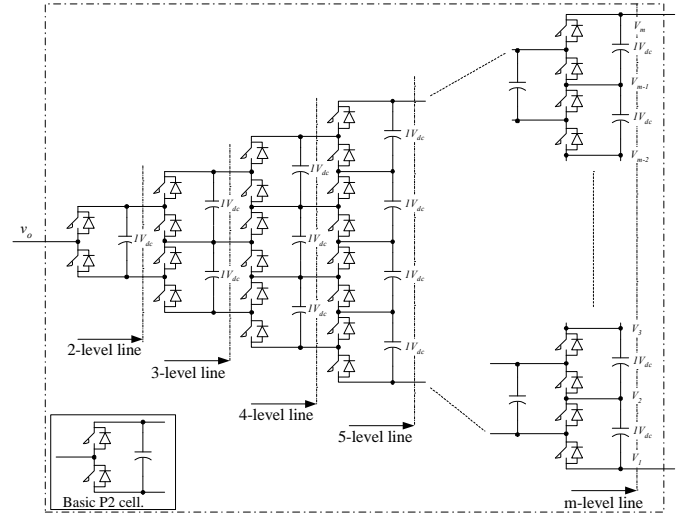 v_o
1V_dc
2-level line
1V_dc
1V_dc
3-level line
1V_dc
1V_dc
1V_dc
4-level line
1V_dc
1V_dc
1V_dc
1V_dc
5-level line
V_m
1V_dc
V_m-1
1V_dc
V_m-2
V_3
1V_dc
V_2
1V_dc
V_1
m-level line
Basic P2 cell.